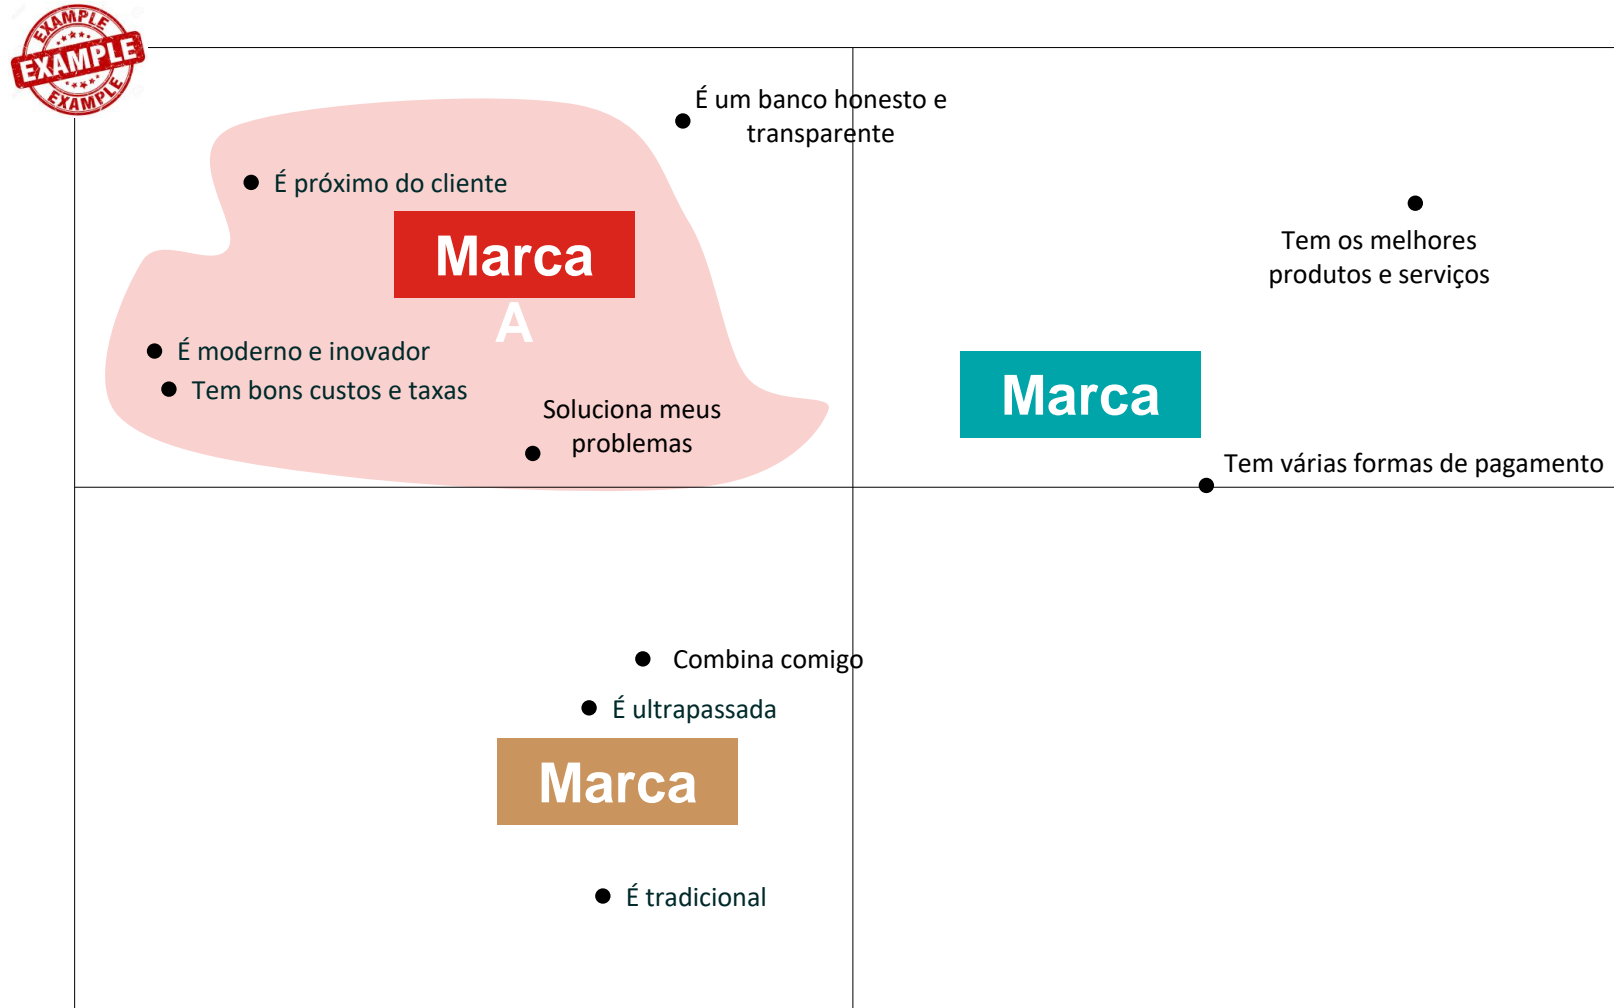 EXAMPLE
EXAMPLE
EXAMPLE
É um banco honesto e
transparente
É próximo do cliente
Marca
A
Tem os melhores
produtos e serviços
É moderno e inovador
Tem bons custos e taxas
Marca
Soluciona meus
problemas
Tem várias formas de pagamento
Combina comigo
É ultrapassada
Marca
É tradicional